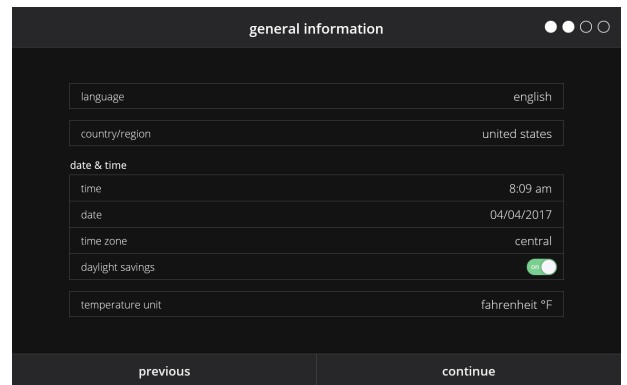 general information
language english
country/region united states
date & time
time 8:09 am
date 04/04/2017
time zone central
daylight savings on
temperature unit fahrenheit °F
previous continue